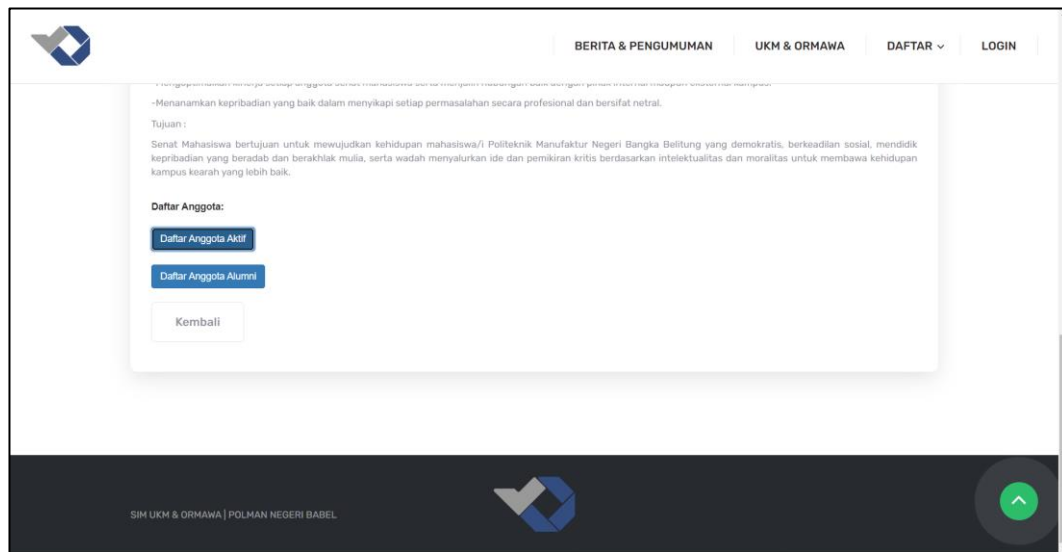 BERITA & PENGUMUMAN
UKM & ORMAWA
DAFTAR
LOGIN
-Menanamkan kepribadian yang baik dalam menyikapi setiap permasalahan secara profesional dan bersifat netral.
Tujuan :
Senat Mahasiswa bertujuan untuk mewujudkan kehidupan mahasiswa/i Politeknik Manufaktur Negeri Bangka Belitung yang demokratis, berkeadilan sosial, mendidik
kepribadian yang beradab dan berakhlak mulia, serta wadah menyalurkan ide dan pemikiran kritis berdasarkan intelektualitas dan moralitas untuk membawa kehidupan
kampus kearah yang lebih baik.
Daftar Anggota:
Daftar Anggota Aktif
Daftar Anggota Alumni
Kembali
SIM UKM & ORMAWA | POLMAN NEGERI BABEL